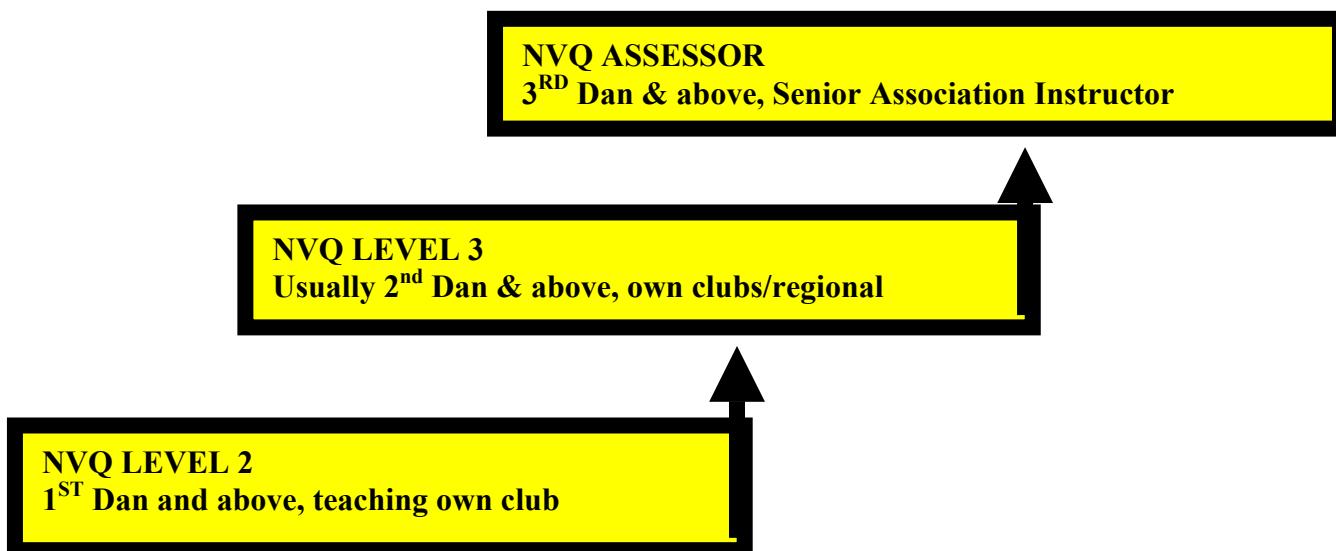 NVQ ASSESSOR
3RD Dan & above, Senior Association Instructor
NVQ LEVEL 3
Usually 2nd Dan & above, own clubs/regional
NVQ LEVEL 2
1ST Dan and above, teaching own club